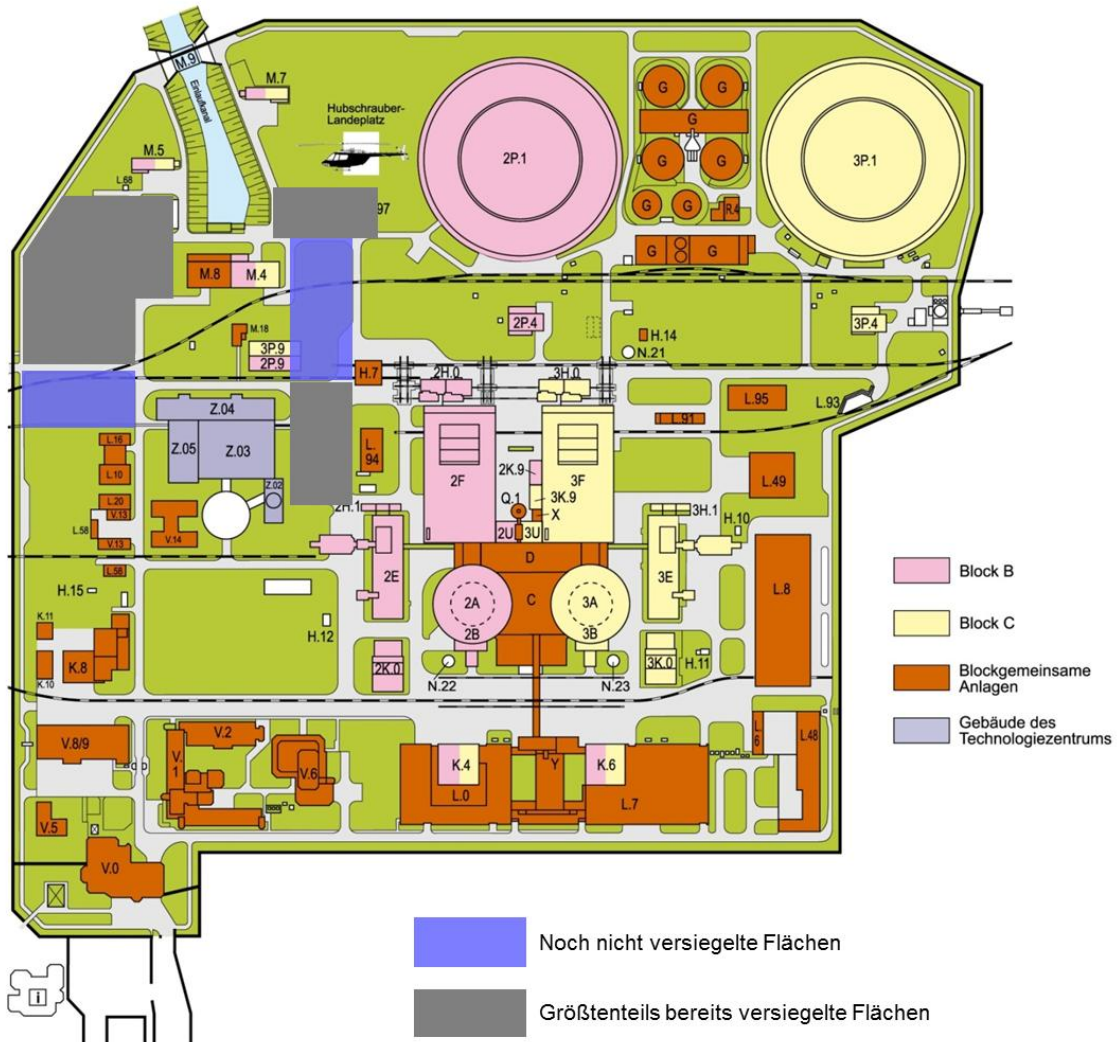 M.9
Einlaufkanal
M.7
Hubschrauber-
Landeplatz
2P.1
G
G
G
G
G
G
G
R.4
G
G
3P.1
M.5
L.68
97
M.8
M.4
M.18
3P.9
2P.9
2P.4
H.14
N.21
3P.4
H.7
2H.0
3H.0
L.95
L.93
L.91
Z.04
Z.05
Z.03
Z.02
L.16
L.10
L.20
V.13
L.58
V.13
V.14
L.
94
2F
2K.9
3F
Q.1
3K.9
X
L.49
2H.1
2U
3U
3H.1
H.10
D
2E
3E
L.8
L.56
H.15
2A
C
3A
2B
3B
H.12
K.11
K.8
K.10
2K.0
N.22
N.23
3K.0
H.11
Block B
Block C
Blockgemeinsame
Anlagen
Gebäude des
Technologiezentrums
V.8/9
V.2
V.
1
V.6
K.4
L.0
Y
K.6
L.7
L.
6
L.48
V.5
V.0
i
Noch nicht versiegelte Flächen
Größtenteils bereits versiegelte Flächen